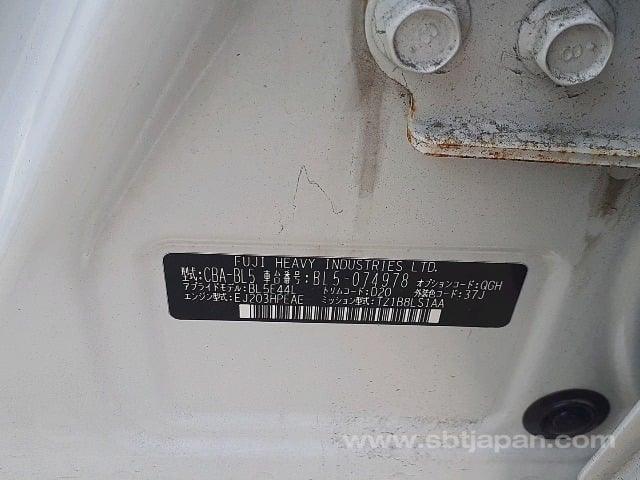 88
8
FUJI HEAVY INDUSTRIES LTD.
型式:CBA-BL5 車台番号:BL5-074978 オプションコード:QGH
アプライドモデル:BL5E44L トリムコード:D20 外装色コード:37J
エンジン型式:EJ203HPEAE ミッション型式:TZ1B8LS1AA
www.sbtjapan.com